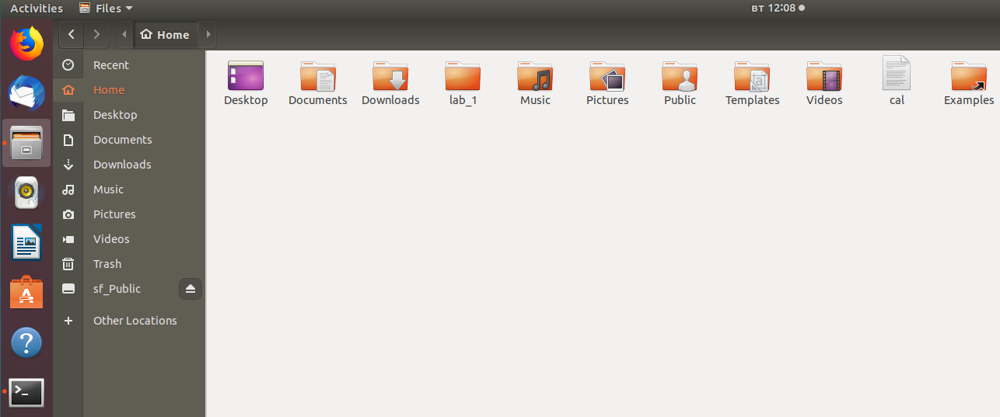 Activities Files вт 12:08
Home
Recent
Home
Desktop
Documents
Downloads
Music
Pictures
Videos
Trash
sf_Public
Other Locations
Desktop Documents Downloads lab_1 Music Pictures Public Templates Videos cal Examples